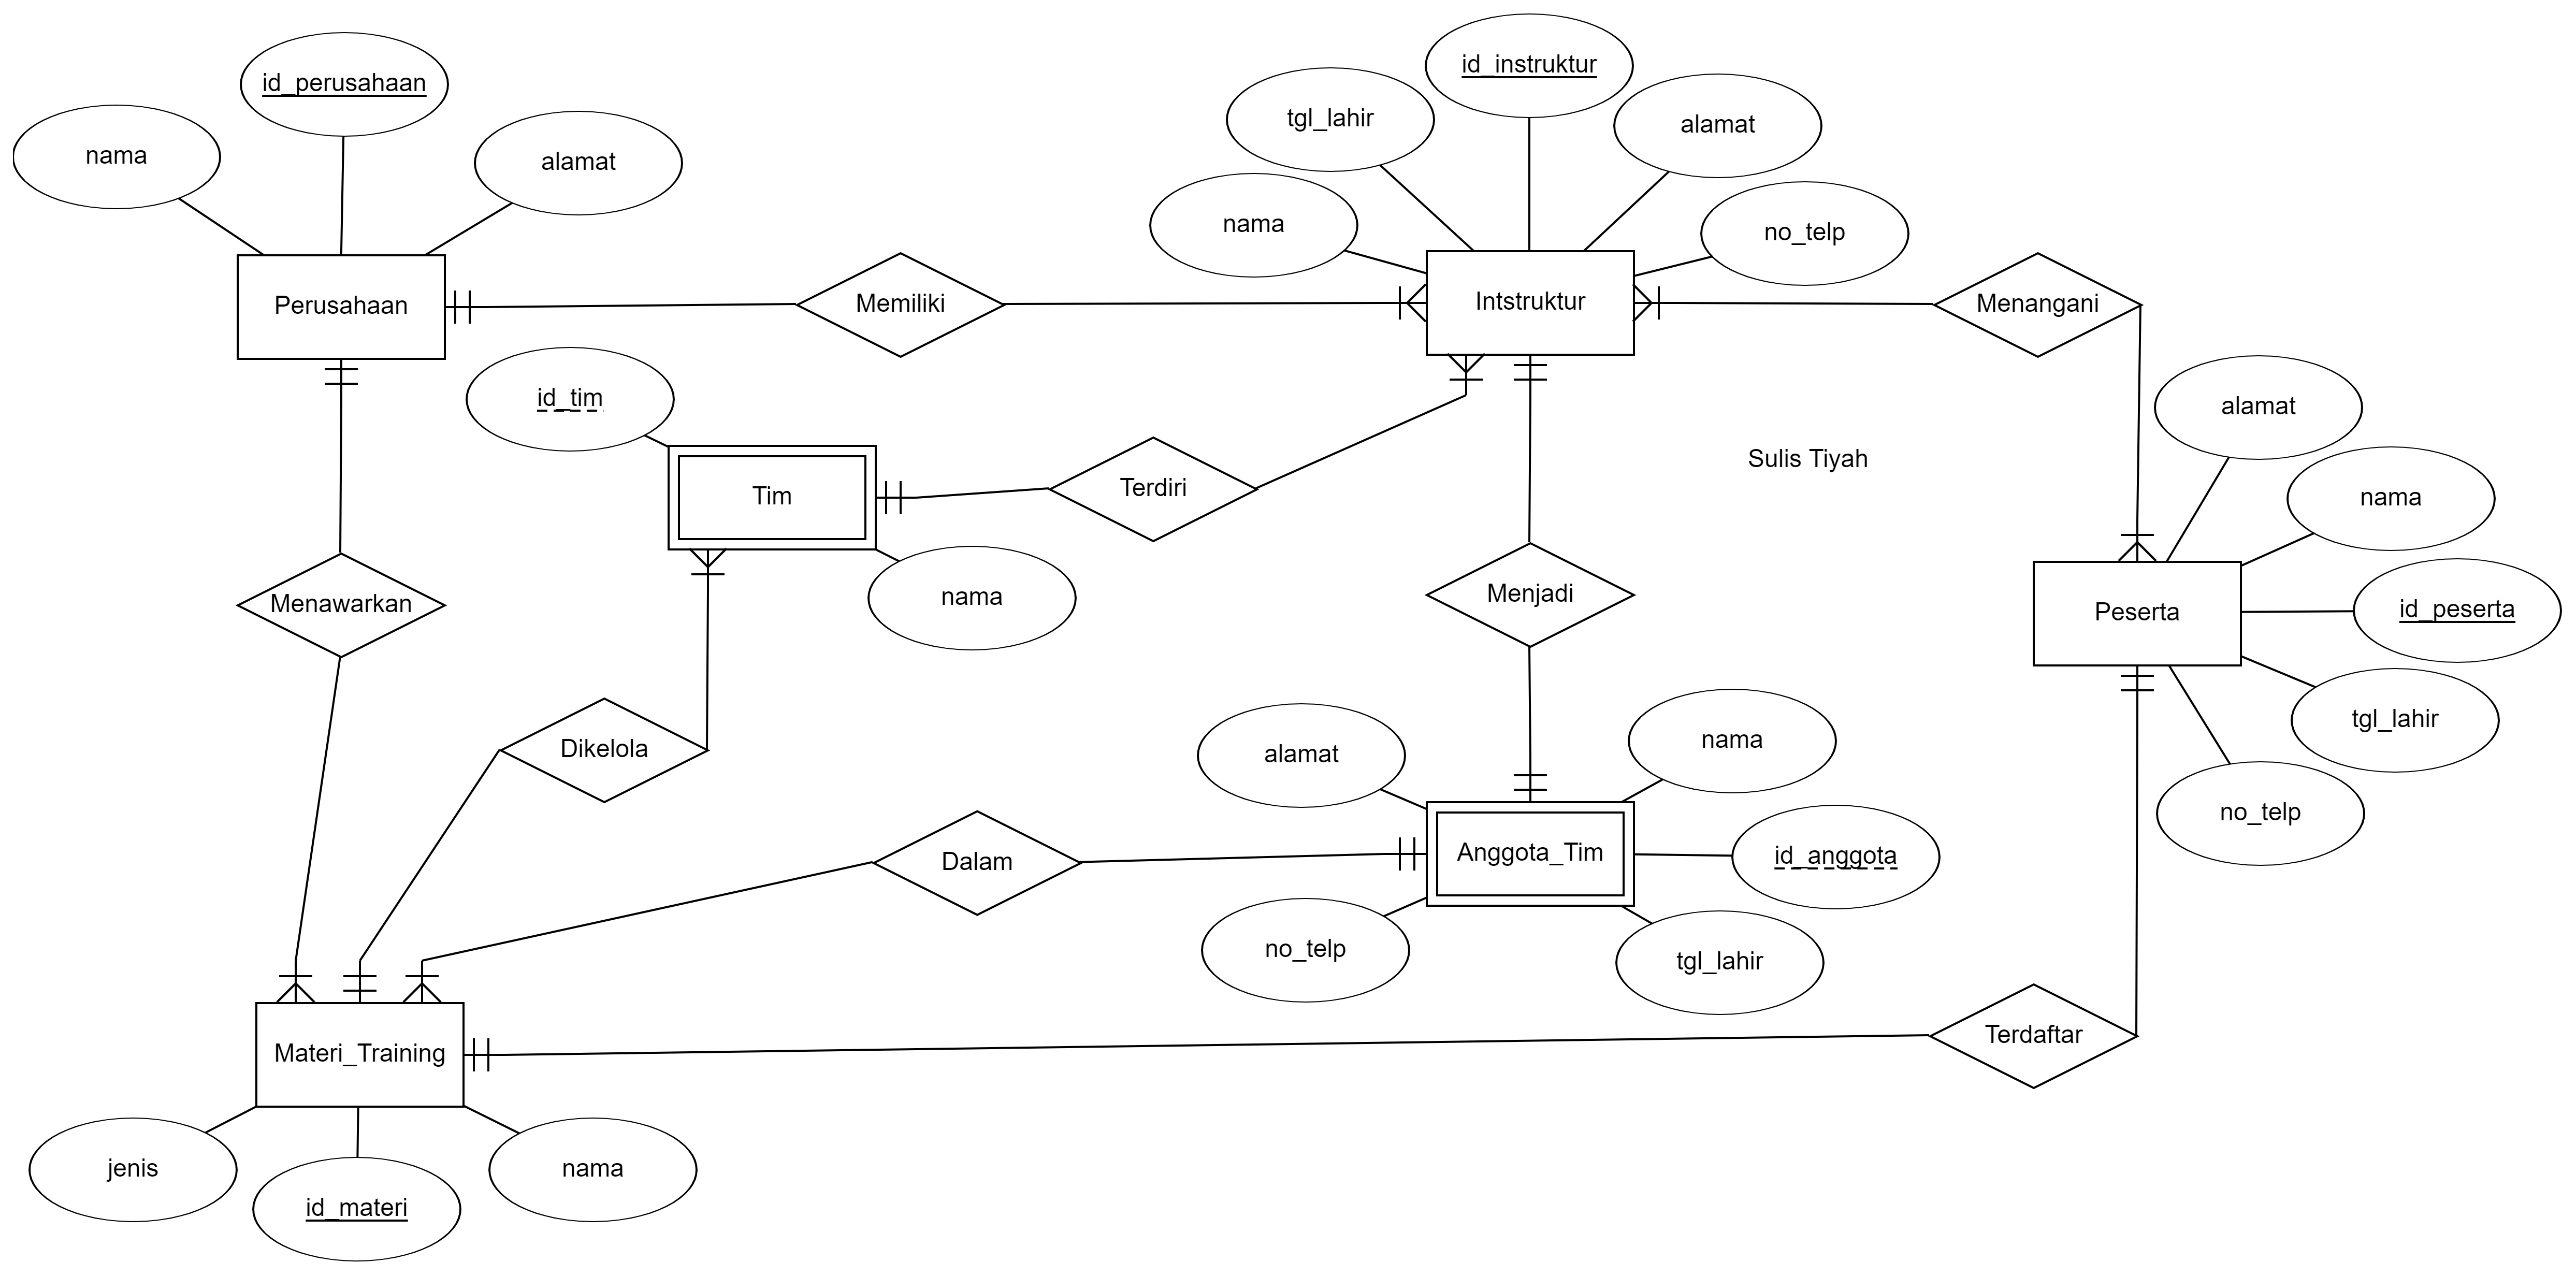 id_instruktur
id_perusahaan
tgl_lahir
alamat
nama
alamat
nama
no_telp
Perusahaan
Memiliki
Intstruktur
Menangani
id_tim
alamat
Sulis Tiyah
Tim
Terdiri
nama
Menawarkan
nama
Menjadi
Peserta
id_peserta
tgl_lahir
Dikelola
alamat
nama
no_telp
Dalam
Anggota_Tim
id_anggota
no_telp
tgl_lahir
Materi_Training
Terdaftar
jenis
id_materi
nama